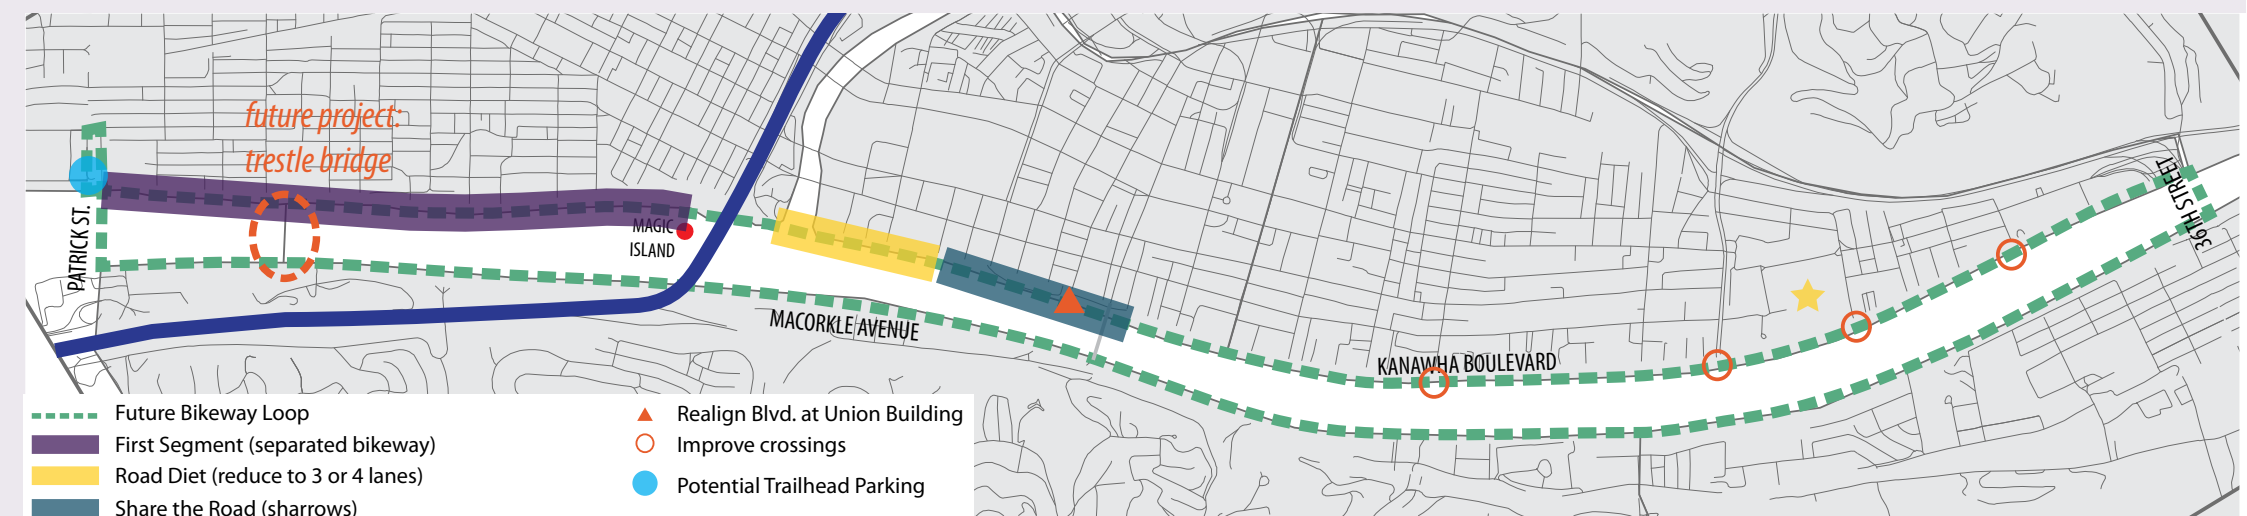 future project:
trestle bridge
PATRICK ST.
MAGIC
ISLAND
MACORKLE AVENUE
KANAWHA BOULEVARD
36TH STREET
Future Bikeway Loop
First Segment (separated bikeway)
Road Diet (reduce to 3 or 4 lanes)
Share the Road (sharrows)
Realign Blvd. at Union Building
Improve crossings
Potential Trailhead Parking